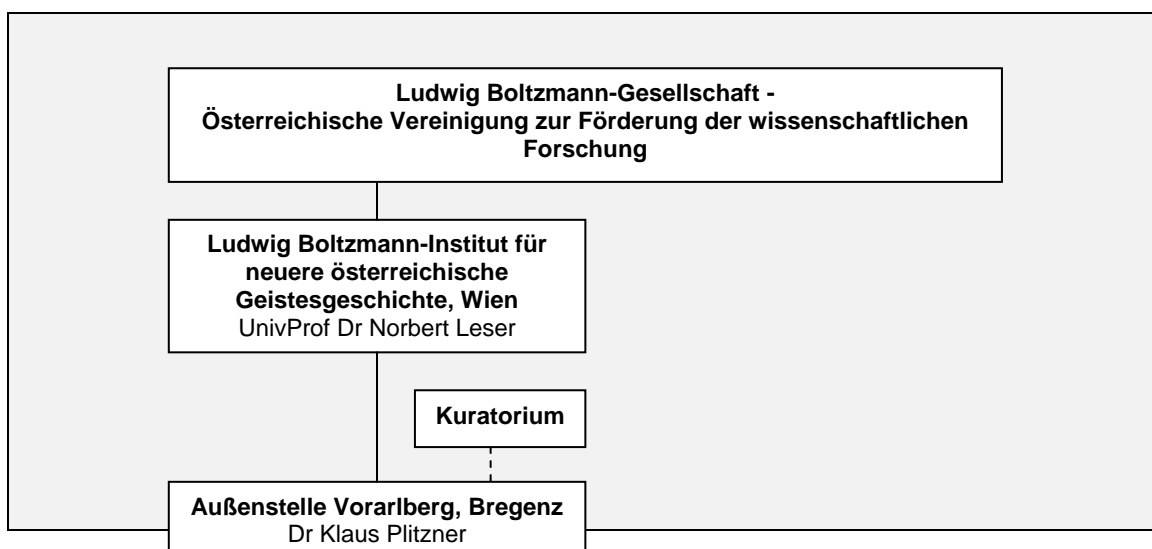 Ludwig Boltzmann-Gesellschaft -
Österreichische Vereinigung zur Förderung der wissenschaftlichen
Forschung
Ludwig Boltzmann-Institut für
neuere österreichische
Geistesgeschichte, Wien
UnivProf Dr Norbert Leser
Kuratorium
Außenstelle Vorarlberg, Bregenz
Dr Klaus Plitzner